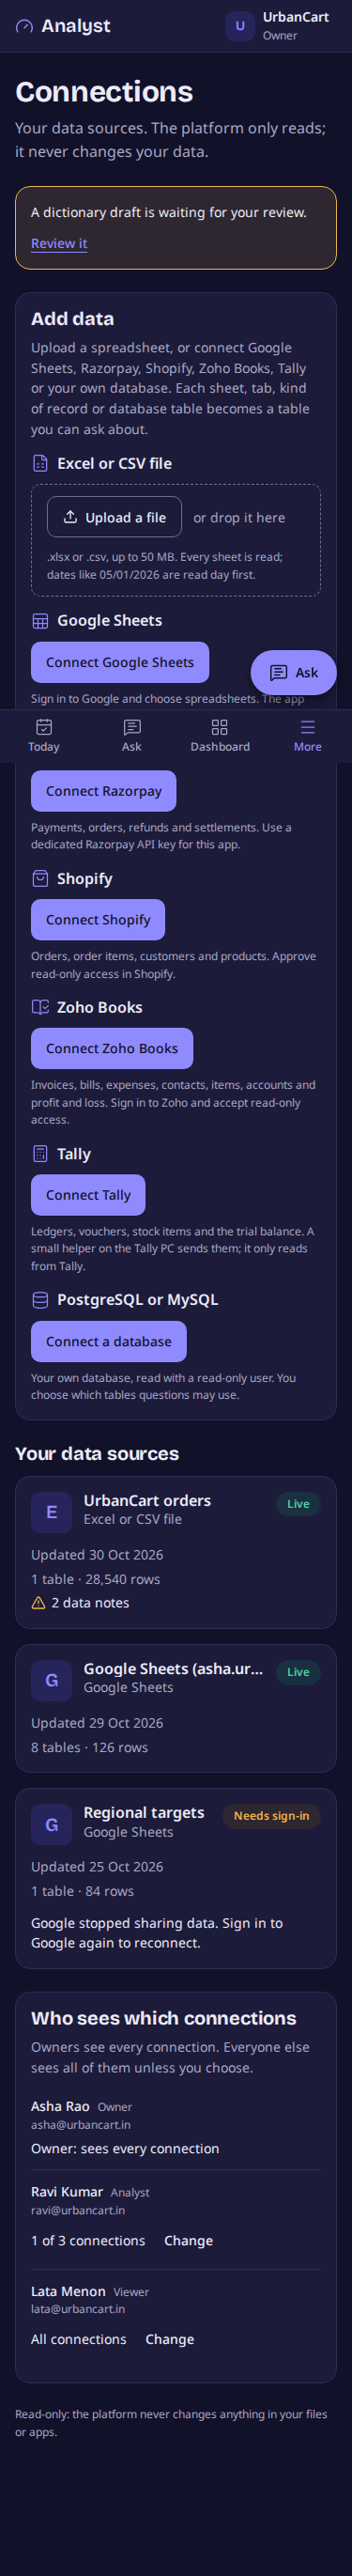 Analyst
U
UrbanCart
Owner
Connections
Your data sources. The platform only reads;
it never changes your data.
A dictionary draft is waiting for your review.
Review it
Add data
Upload a spreadsheet, or connect Google
Sheets, Razorpay, Shopify, Zoho Books, Tally
or your own database. Each sheet, tab, kind
of record or database table becomes a table
you can ask about.
Excel or CSV file
Upload a file or drop it here
.xlsx or .csv, up to 50 MB. Every sheet is read;
dates like 05/01/2026 are read day first.
Google Sheets
Connect Google Sheets
Ask
Sign in to Google and choose spreadsheets. The app
Today Ask Dashboard More
Connect Razorpay
Payments, orders, refunds and settlements. Use a
dedicated Razorpay API key for this app.
Shopify
Connect Shopify
Orders, order items, customers and products. Approve
read-only access in Shopify.
Zoho Books
Connect Zoho Books
Invoices, bills, expenses, contacts, items, accounts and
profit and loss. Sign in to Zoho and accept read-only
access.
Tally
Connect Tally
Ledgers, vouchers, stock items and the trial balance. A
small helper on the Tally PC sends them; it only reads
from Tally.
PostgreSQL or MySQL
Connect a database
Your own database, read with a read-only user. You
choose which tables questions may use.
Your data sources
E
UrbanCart orders
Live
Excel or CSV file
Updated 30 Oct 2026
1 table · 28,540 rows
2 data notes
G
Google Sheets (asha.ur...
Live
Google Sheets
Updated 29 Oct 2026
8 tables · 126 rows
G
Regional targets
Needs sign-in
Google Sheets
Updated 25 Oct 2026
1 table · 84 rows
Google stopped sharing data. Sign in to
Google again to reconnect.
Who sees which connections
Owners see every connection. Everyone else
sees all of them unless you choose.
Asha Rao Owner
asha@urbancart.in
Owner: sees every connection
Ravi Kumar Analyst
ravi@urbancart.in
1 of 3 connections Change
Lata Menon Viewer
lata@urbancart.in
All connections Change
Read-only: the platform never changes anything in your files
or apps.